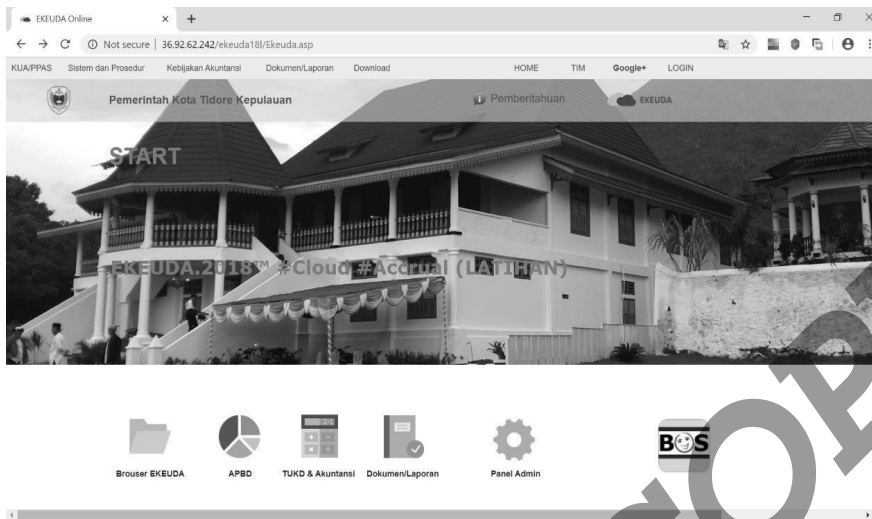 EKEUDA Online
Not secure | 36.92.62.242/ekeuda18l/Ekeuda.asp
KUA/PPAS Sistem dan Prosedur Kebijakan Akuntansi Dokumen/Laporan Download HOME TIM Google+ LOGIN
Pemerintah Kota Tidore Kepulauan Pemberitahuan EKEUDA
START
EKEUDA.2018™ #Cloud #Accrual (LATIHAN)
BOS
Brouser EKEUDA APBD TUKD & Akuntansi Dokumen/Laporan Panel Admin